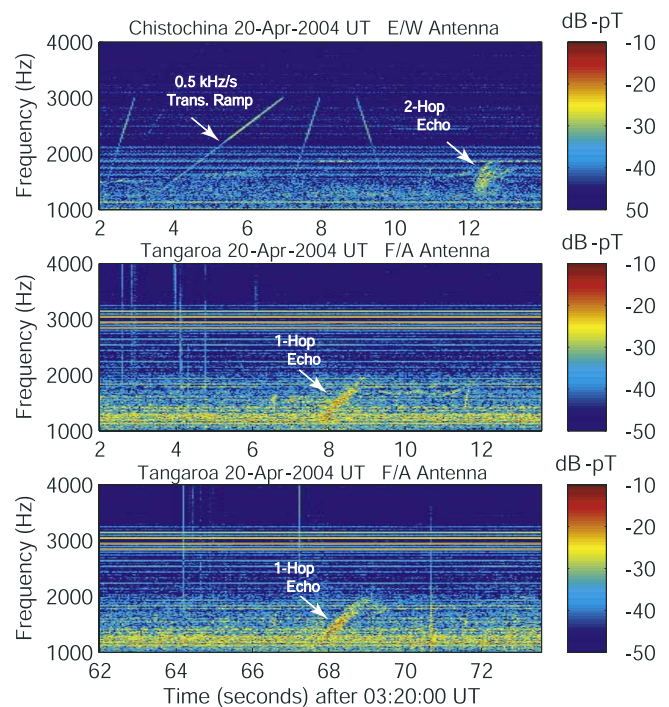 Chistochina 20-Apr-2004 UT E/W Antenna
dB-pT
4000
3000
2000
1000
Frequency (Hz)
0.5 kHz/s
Trans. Ramp
2-Hop
Echo
2 4 6 8 10 12
-10
-20
-30
-40
50
Tangaroa 20-Apr-2004 UT F/A Antenna
dB-pT
4000
3000
2000
1000
Frequency (Hz)
1-Hop
Echo
2 4 6 8 10 12
-10
-20
-30
-40
-50
Tangaroa 20-Apr-2004 UT F/A Antenna
dB-pT
4000
3000
2000
1000
Frequency (Hz)
1-Hop
Echo
62 64 66 68 70 72
-10
-20
-30
-40
-50
Time (seconds) after 03:20:00 UT